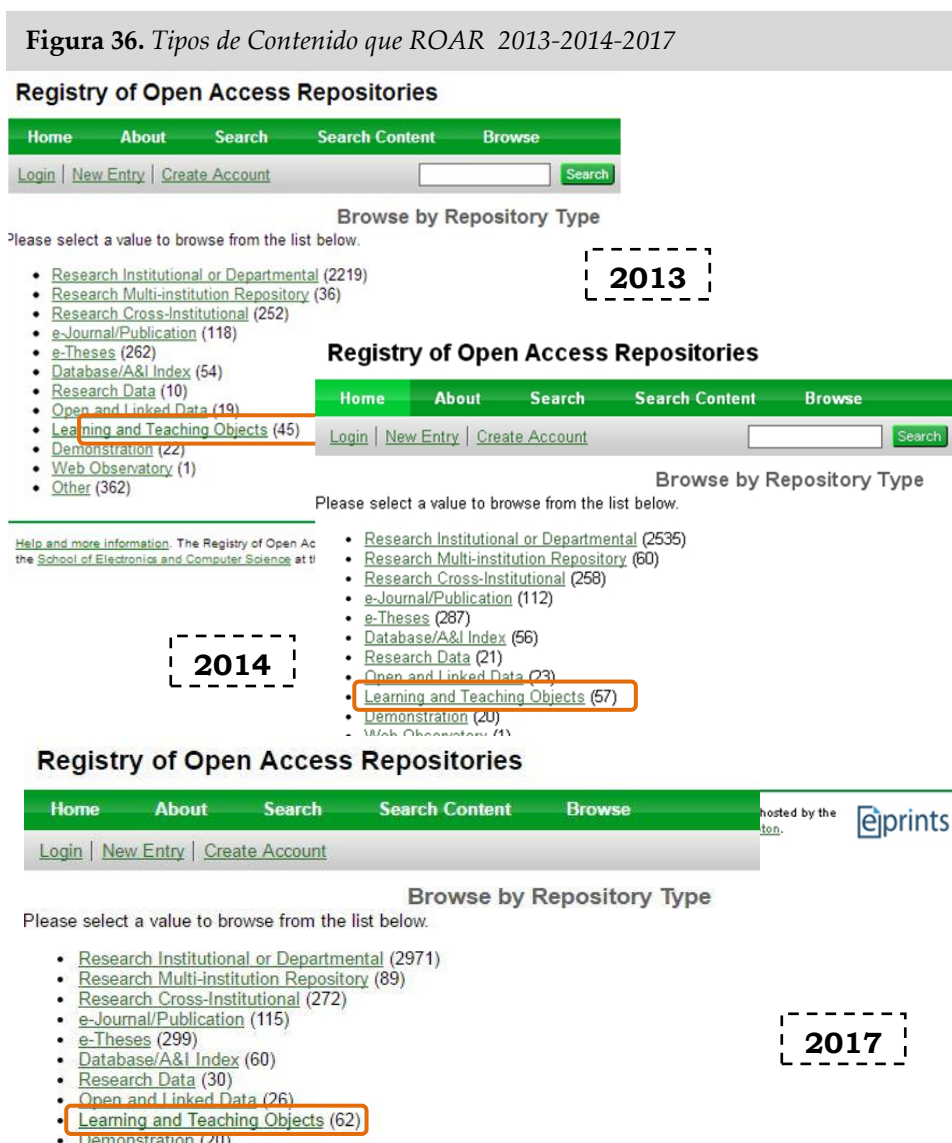 Figura 36. Tipos de Contenido que ROAR 2013-2014-2017
Registry of Open Access Repositories
Home About Search Search Content Browse
Login | New Entry | Create Account Search
Browse by Repository Type
Please select a value to browse from the list below.
• Research Institutional or Departmental (2219)
• Research Multi-institution Repository (36)
• Research Cross-Institutional (252)
• e-Journal/Publication (118)
• e-Theses (262)
• Database/A&I Index (54)
• Research Data (10)
• Open and Linked Data (19)
• Learning and Teaching Objects (45)
• Demonstration (22)
• Web Observatory (1)
• Other (362)
Help and more information. The Registry of Open Ac
the School of Electronics and Computer Science at t
2013
Registry of Open Access Repositories
Home About Search Search Content Browse
Login | New Entry | Create Account Search
Browse by Repository Type
Please select a value to browse from the list below.
• Research Institutional or Departmental (2535)
• Research Multi-institution Repository (60)
• Research Cross-Institutional (258)
• e-Journal/Publication (112)
• e-Theses (287)
• Database/A&I Index (56)
• Research Data (21)
• Open and Linked Data (23)
• Learning and Teaching Objects (57)
• Demonstration (20)
• Web Observatory (1)
2014
Registry of Open Access Repositories
Home About Search Search Content Browse
hosted by the
ton.
eprints
Login | New Entry | Create Account
Browse by Repository Type
Please select a value to browse from the list below.
• Research Institutional or Departmental (2971)
• Research Multi-institution Repository (89)
• Research Cross-Institutional (272)
• e-Journal/Publication (115)
• e-Theses (299)
• Database/A&I Index (60)
• Research Data (30)
• Open and Linked Data (26)
• Learning and Teaching Objects (62)
• Demonstration (20)
2017